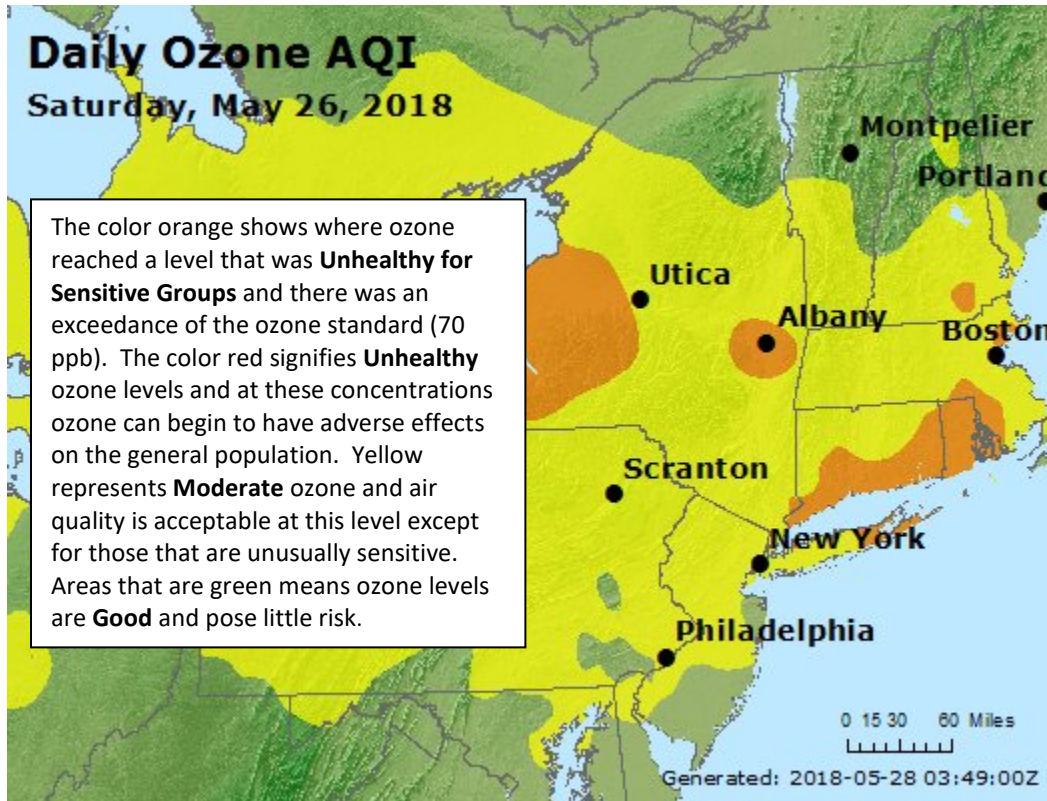 Daily Ozone AQI
Saturday, May 26, 2018
Montpelier
Portland
The color orange shows where ozone
reached a level that was Unhealthy for
Sensitive Groups and there was an
exceedance of the ozone standard (70
ppb). The color red signifies Unhealthy
ozone levels and at these concentrations
ozone can begin to have adverse effects
on the general population. Yellow
represents Moderate ozone and air
quality is acceptable at this level except
for those that are unusually sensitive.
Areas that are green means ozone levels
are Good and pose little risk.
Utica
Albany
Boston
Scranton
New York
Philadelphia
0 15 30 60 Miles
Generated: 2018-05-28 03:49:00Z